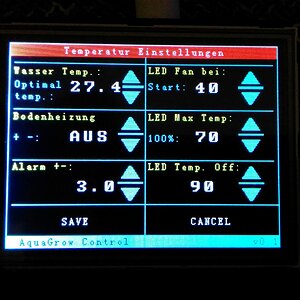 Temperatur Einstellungen
Wasser Temp.:
Optimal temp.: 27.4
LED Fan bei:
Start: 40
Bodenheizung
+ -: AUS
LED Max Temp:
100%: 70
Alarm +-:
3.0
LED Temp. Off:
90
SAVE
CANCEL
AquaGrow Control